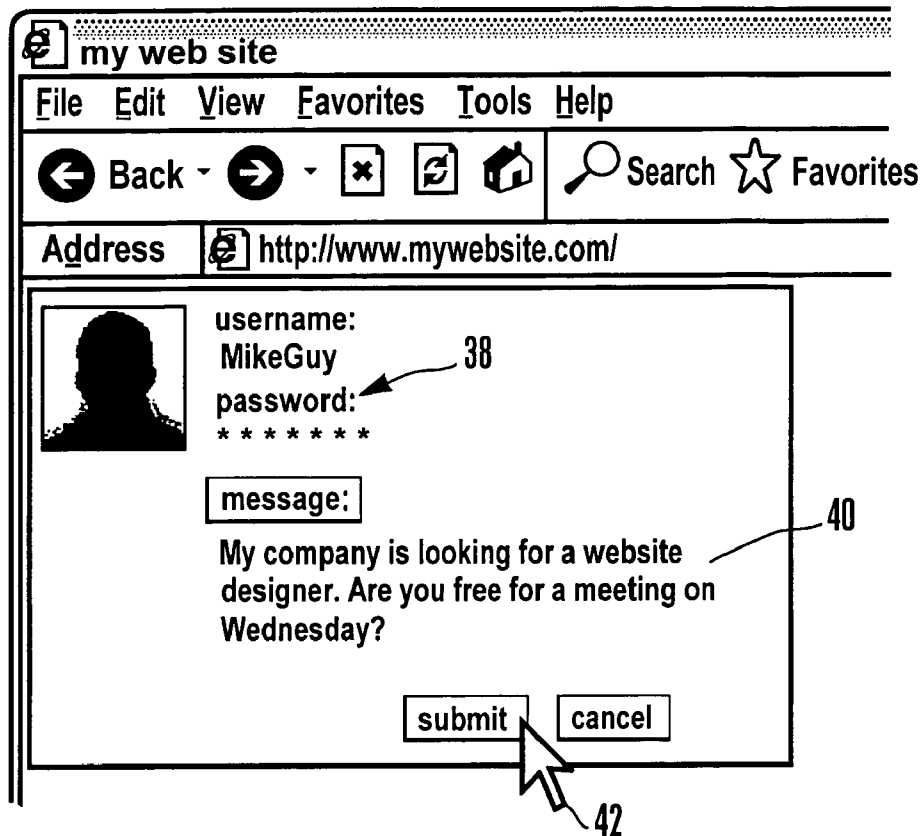 my web site
File Edit View Favorites Tools Help
Back Search Favorites
Address http://www.mywebsite.com/
username:
MikeGuy 38
password:
* * * * * * *
message:
40
My company is looking for a website
designer. Are you free for a meeting on
Wednesday?
submit cancel
42